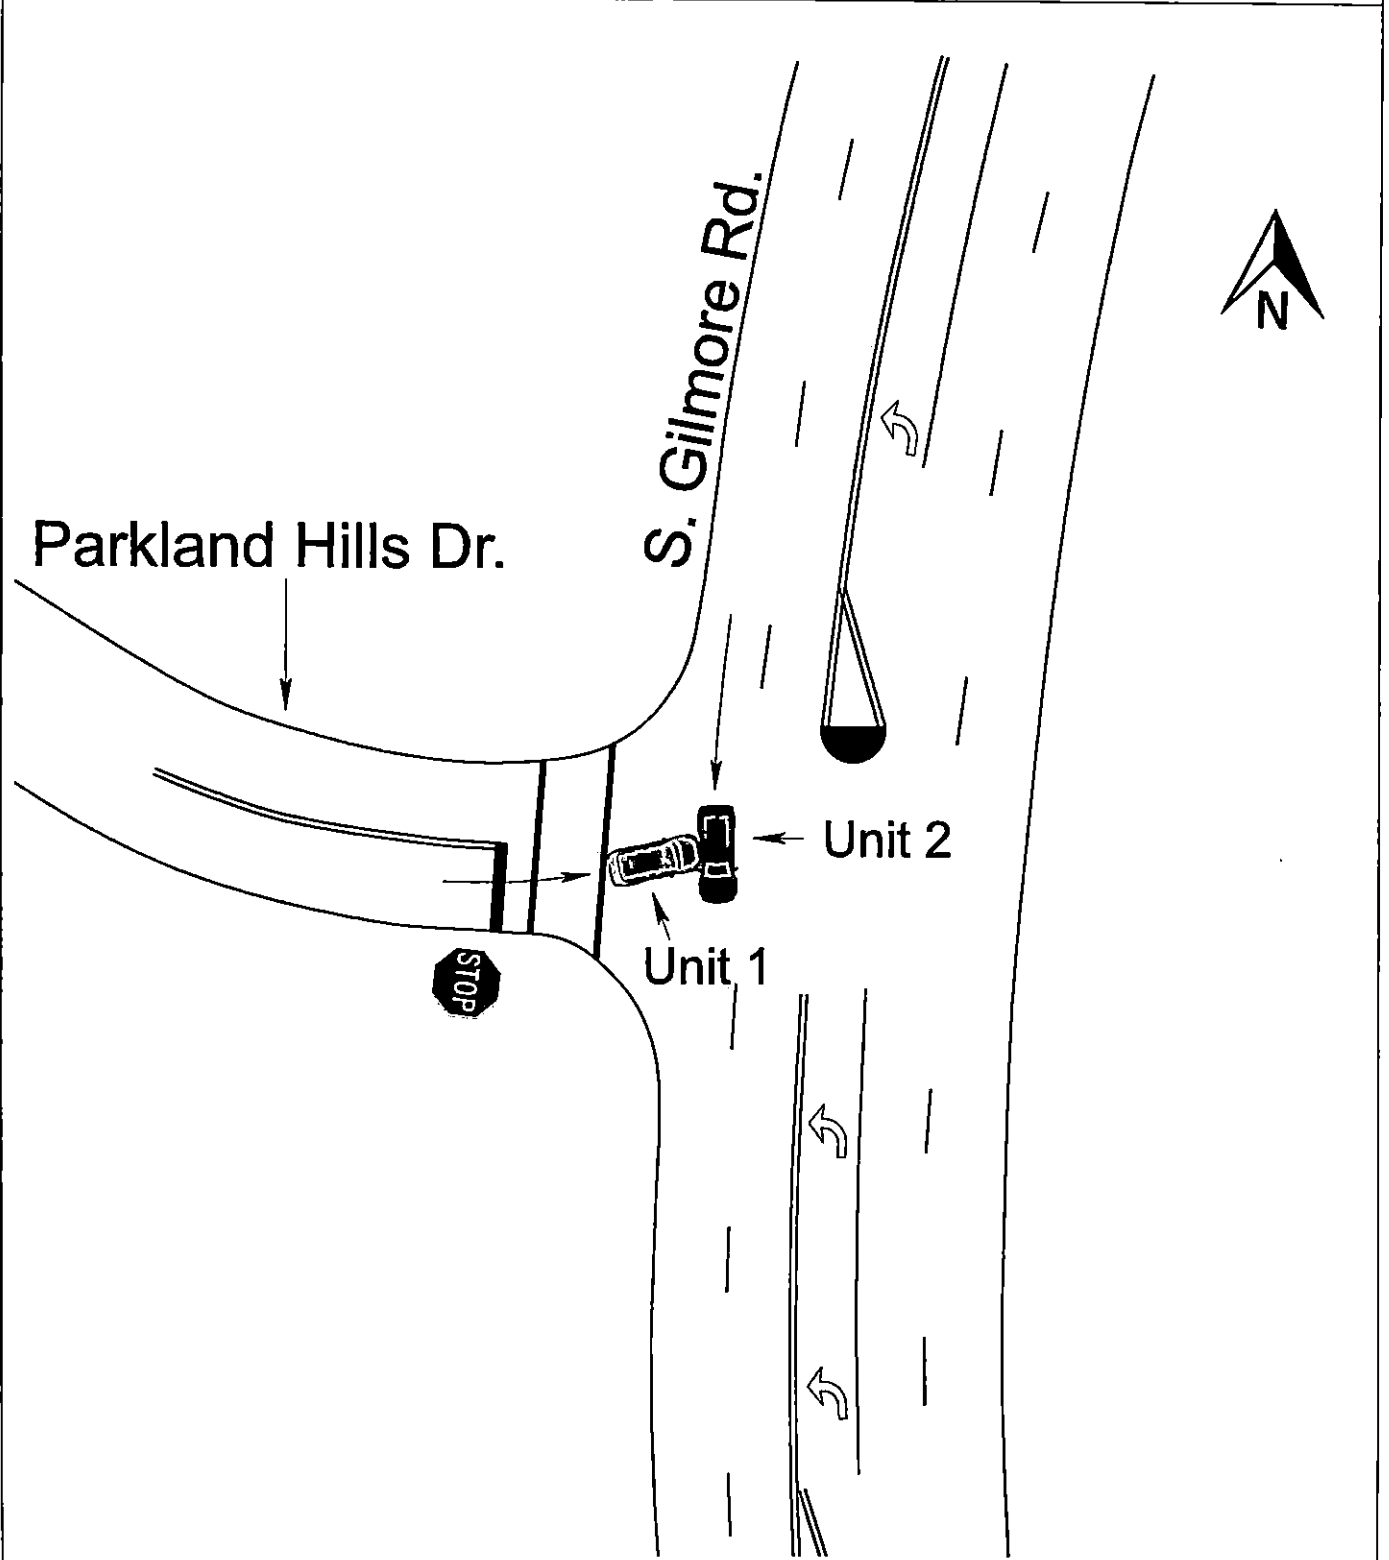 S. Gilmore Rd.
N
Parkland Hills Dr.
Unit 2
Unit 1
STOP